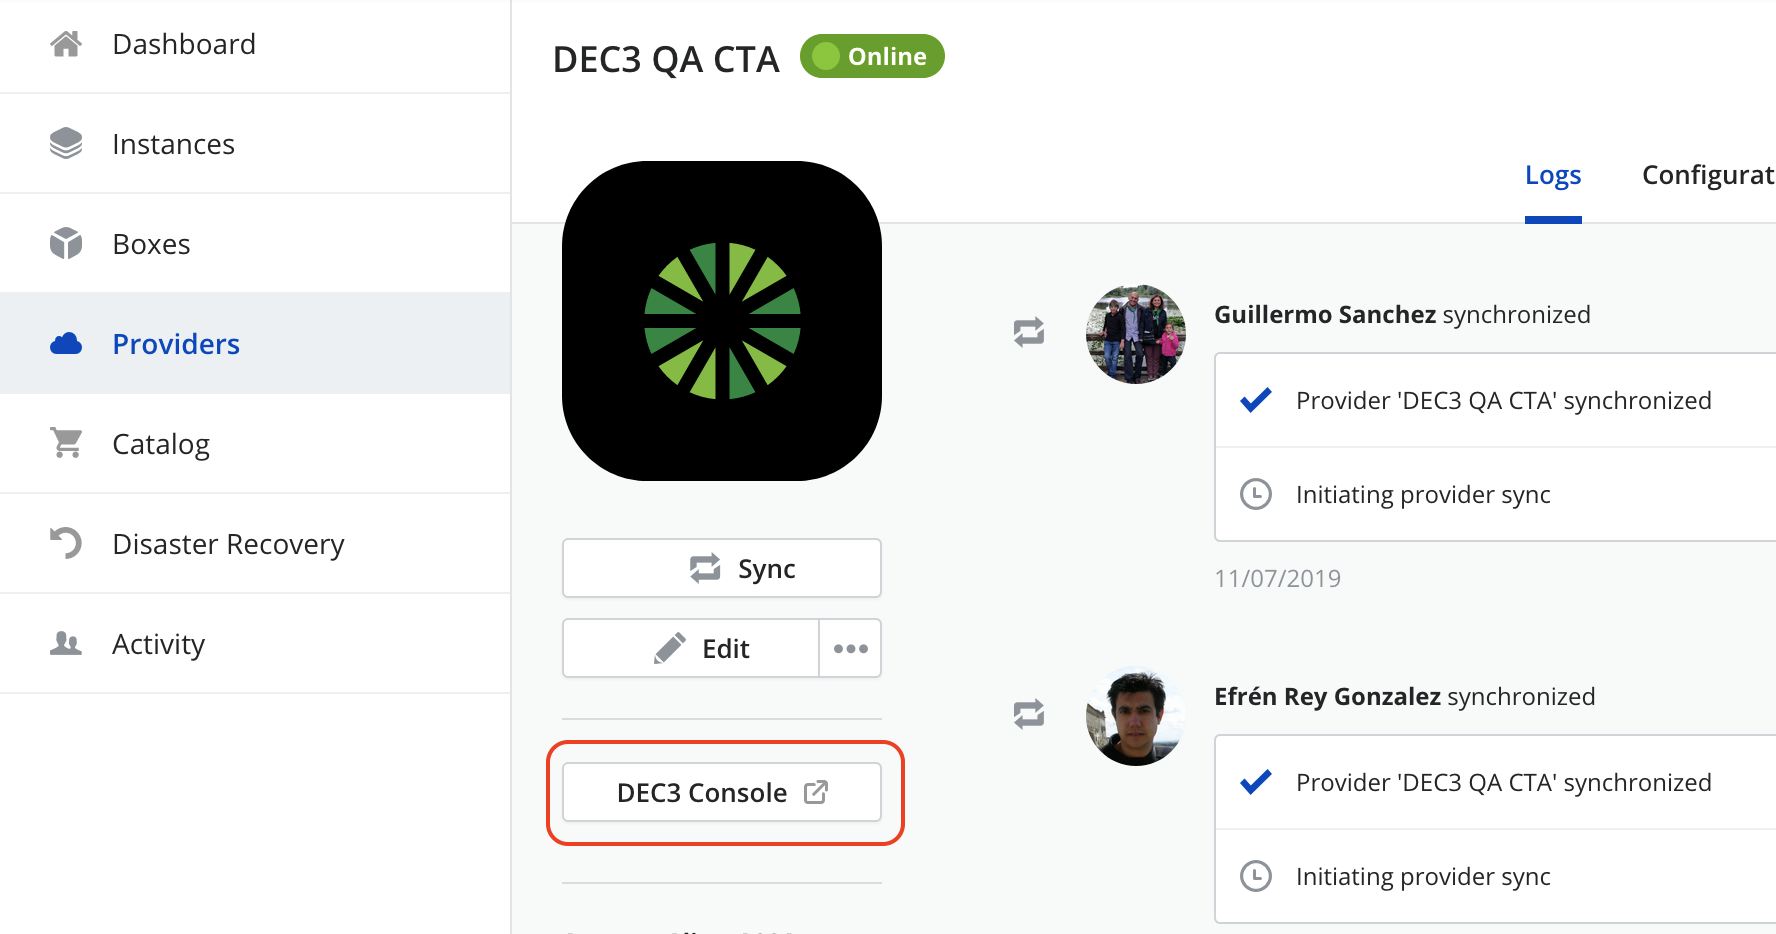 Dashboard
Instances
Boxes
Providers
Catalog
Disaster Recovery
Activity
DEC3 QA CTA
Online
Logs
Configurat
Sync
Edit
DEC3 Console
Guillermo Sanchez synchronized
Provider 'DEC3 QA CTA' synchronized
Initiating provider sync
11/07/2019
Efrén Rey Gonzalez synchronized
Provider 'DEC3 QA CTA' synchronized
Initiating provider sync